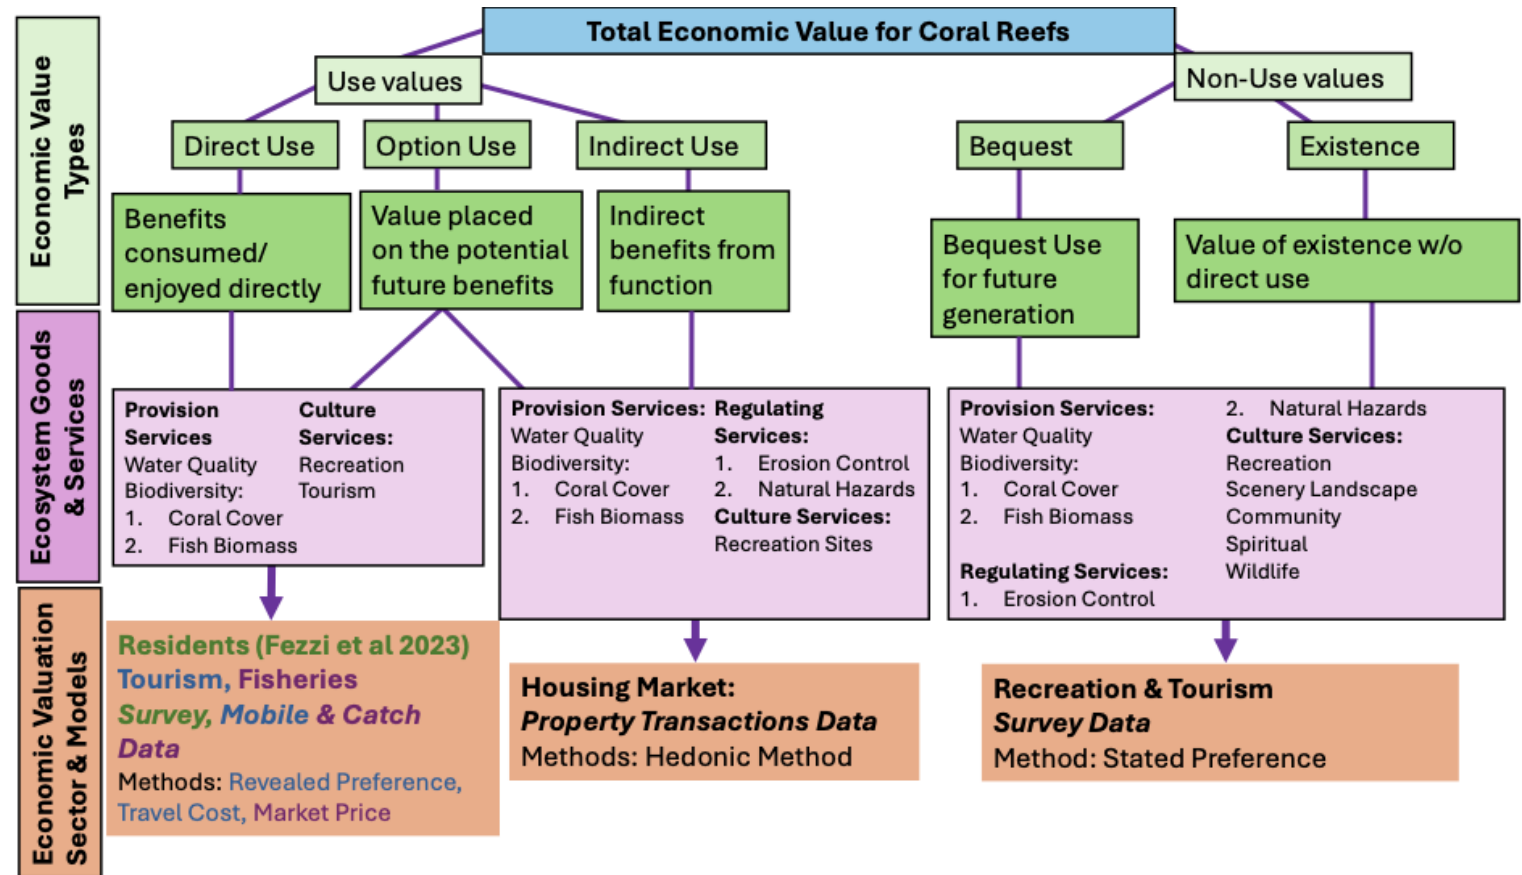 Total Economic Value for Coral Reefs
Economic Value
Types
Use values
Non-Use values
Direct Use
Option Use
Indirect Use
Bequest
Existence
Benefits
consumed/
enjoyed directly
Value placed
on the potential
future benefits
Indirect
benefits from
function
Bequest Use
for future
generation
Value of existence w/o
direct use
Ecosystem Goods
& Services
Provision
Services
Water Quality
Biodiversity:
1. Coral Cover
2. Fish Biomass
Culture
Services:
Recreation
Tourism
Provision Services:
Water Quality
Biodiversity:
1. Coral Cover
2. Fish Biomass
Regulating
Services:
1. Erosion Control
2. Natural Hazards
Culture Services:
Recreation Sites
Provision Services:
Water Quality
Biodiversity:
1. Coral Cover
2. Fish Biomass
Regulating Services:
1. Erosion Control
2. Natural Hazards
Culture Services:
Recreation
Scenery Landscape
Community
Spiritual
Wildlife
Economic Valuation
Sector & Models
Residents (Fezzi et al 2023)
Tourism, Fisheries
Survey, Mobile & Catch
Data
Methods: Revealed Preference,
Travel Cost, Market Price
Housing Market:
Property Transactions Data
Methods: Hedonic Method
Recreation & Tourism
Survey Data
Method: Stated Preference